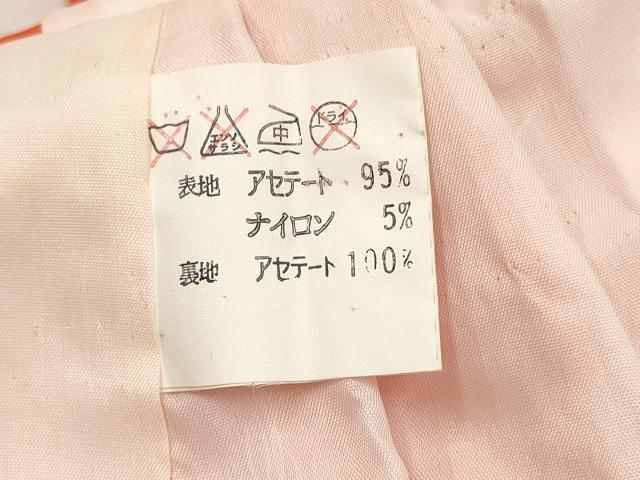 エンソ サラシ 中 ドライ
表地 アセテート 95%
ナイロン 5%
裏地 アセテート 100%